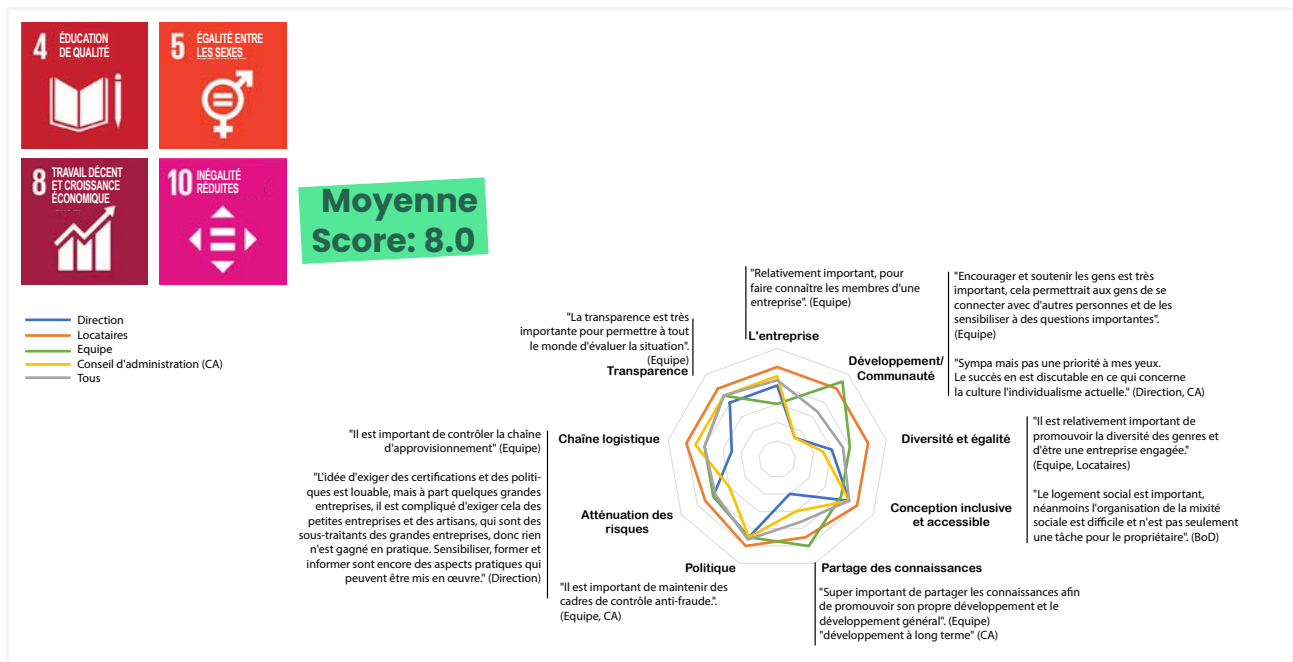 4 ÉDUCATION
DE QUALITÉ
5 ÉGALITÉ ENTRE
LES SEXES
8 TRAVAIL DÉCENT
ET CROISSANCE
ÉCONOMIQUE
10 INÉGALITÉ
RÉDUITES
Moyenne
Score: 8.0
Direction
Locataires
Equipe
Conseil d'administration (CA)
Tous
"La transparence est très
importante pour permettre à tout
le monde d'évaluer la situation".
(Equipe)
Transparence
"Relativement important, pour
faire connaître les membres d'une
entreprise". (Equipe)
L'entreprise
"Encourager et soutenir les gens est très
important, cela permettrait aux gens de se
connecter avec d'autres personnes et de les
sensibiliser à des questions importantes".
(Equipe)
"Sympa mais pas une priorité à mes yeux.
Le succès en est discutable en ce qui concerne
la culture l'individualisme actuelle." (Direction, CA)
Développement/
Communauté
"Il est important de contrôler la chaîne
d'approvisionnement" (Equipe)
"L'idée d'exiger des certifications et des politi-
ques est louable, mais à part quelques grandes
entreprises, il est compliqué d'exiger cela des
petites entreprises et des artisans, qui sont des
sous-traitants des grandes entreprises, donc rien
n'est gagné en pratique. Sensibiliser, former et
informer sont encore des aspects pratiques qui
peuvent être mis en œuvre." (Direction)
Chaîne logistique
Diversité et égalité
"Il est relativement important de
promouvoir la diversité des genres et
d'être une entreprise engagée."
(Equipe, Locataires)
"Le logement social est important,
néanmoins l'organisation de la mixité
sociale est difficile et n'est pas seulement
une tâche pour le propriétaire". (BoD)
Atténuation des
risques
Conception inclusive
et accessible
Politique
"Il est important de maintenir des
cadres de contrôle anti-fraude.".
(Equipe, CA)
Partage des connaissances
"Super important de partager les connaissances afin
de promouvoir son propre développement et le
développement général". (Equipe)
"développement à long terme" (CA)